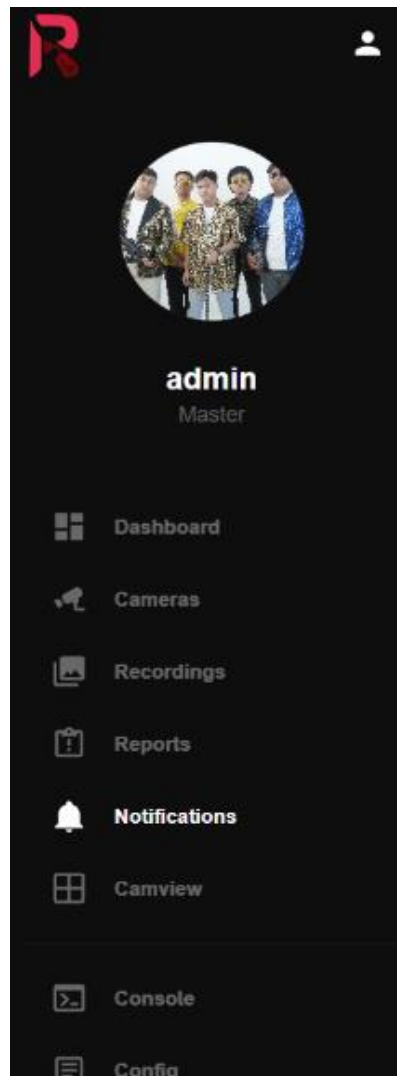 R
admin
Master
Dashboard
Cameras
Recordings
Reports
Notifications
Camview
Console
Config